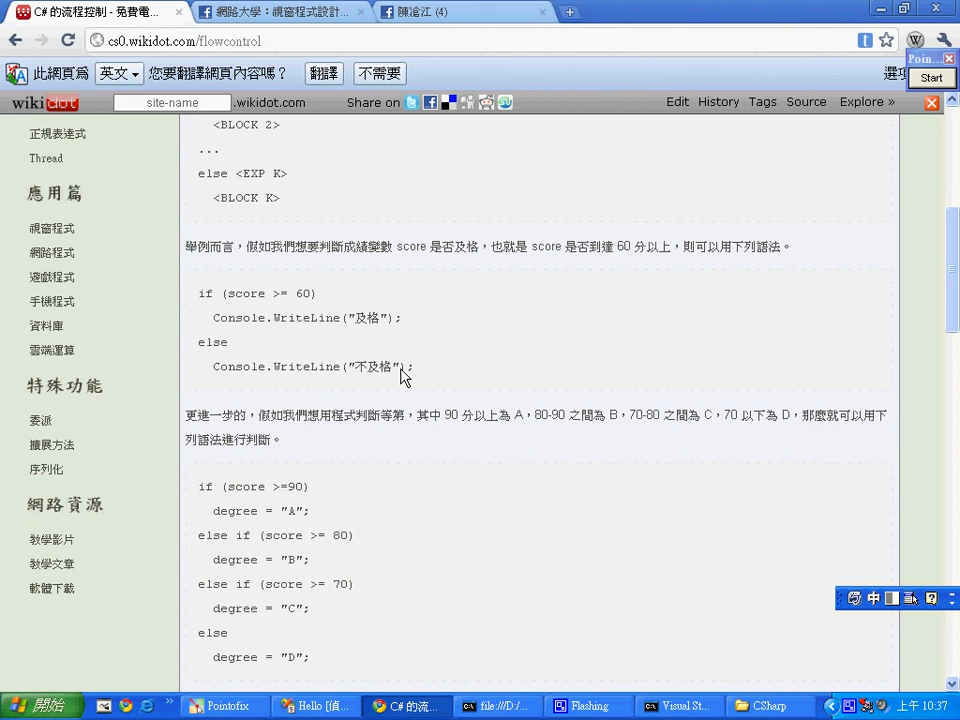 C# 的流程控制 - 免費電...
網路大學：視窗程式設計...
陳滄江 (4)
cs0.wikidot.com/flowcontrol
此網頁為 英文 您要翻譯網頁內容嗎？ 翻譯 不需要
Poin...
Start
wikidot site-name .wikidot.com Share on Edit History Tags Source Explore »
正規表達式
Thread
應用篇
視窗程式
網路程式
遊戲程式
手機程式
資料庫
雲端運算
特殊功能
委派
擴展方法
序列化
網路資源
教學影片
教學文章
軟體下載
<BLOCK 2>
...
else <EXP K>
<BLOCK K>
舉例而言，假如我們想要判斷成績變數 score 是否及格，也就是 score 是否到達 60 分以上，則可以用下列語法。
if (score >= 60)
Console.WriteLine("及格");
else
Console.WriteLine("不及格");
更進一步的，假如我們想用程式判斷等第，其中 90 分以上為 A，80-90 之間為 B，70-80 之間為 C，70 以下為 D，那麼就可以用下
列語法進行判斷。
if (score >=90)
degree = "A";
else if (score >= 80)
degree = "B";
else if (score >= 70)
degree = "C";
else
degree = "D";
中
開始
Pointofix
Hello [偵...
C# 的流...
file:///D:/...
Flashing
Visual St...
CSharp
上午 10:37